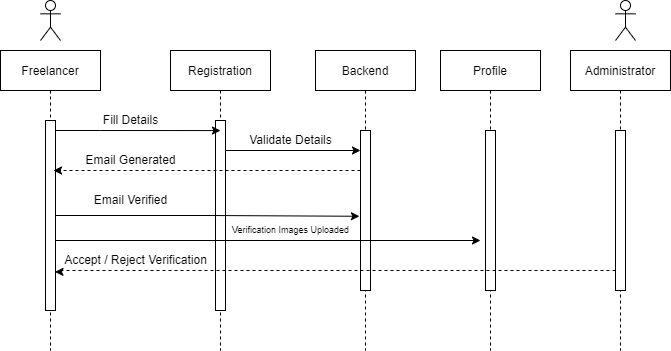 Freelancer
Registration
Backend
Profile
Administrator
Fill Details
Validate Details
Email Generated
Email Verified
Verification Images Uploaded
Accept / Reject Verification